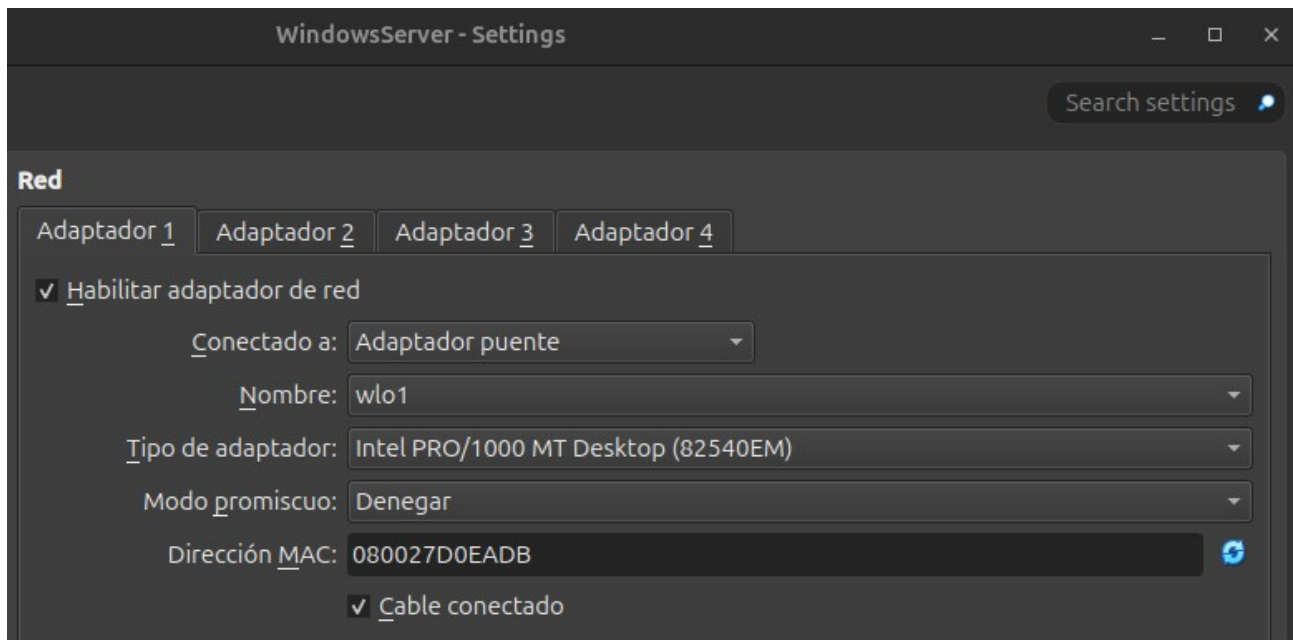 WindowsServer - Settings
Search settings
Red
Adaptador 1 Adaptador 2 Adaptador 3 Adaptador 4
Habilitar adaptador de red
Conectado a: Adaptador puente
Nombre: wlo1
Tipo de adaptador: Intel PRO/1000 MT Desktop (82540EM)
Modo promiscuo: Denegar
Dirección MAC: 080027D0EADB
Cable conectado